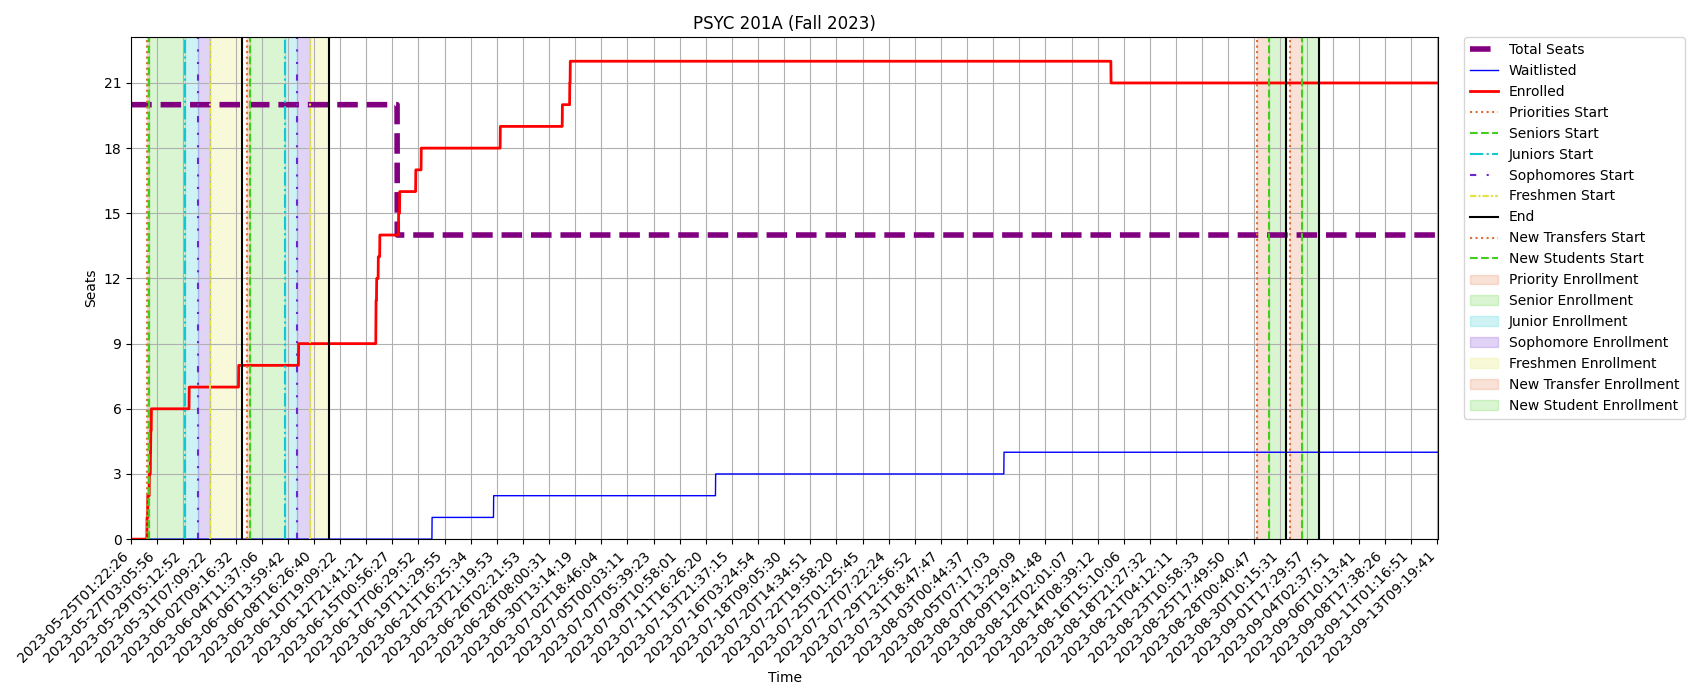 PSYC 201A (Fall 2023)
Seats
21
18
15
12
9
6
3
0
2023-05-25T01:22:26
2023-05-27T03:05:56
2023-05-29T05:12:52
2023-05-31T07:09:22
2023-06-02T09:16:32
2023-06-04T11:37:06
2023-06-06T13:59:42
2023-06-08T16:26:40
2023-06-10T19:09:22
2023-06-12T21:41:21
2023-06-15T00:56:27
2023-06-17T06:29:52
2023-06-19T11:29:55
2023-06-21T16:25:34
2023-06-23T21:19:53
2023-06-26T02:21:53
2023-06-28T08:00:31
2023-06-30T13:14:19
2023-07-02T18:46:04
2023-07-05T00:03:11
2023-07-07T05:39:23
2023-07-09T10:58:01
2023-07-11T16:26:20
2023-07-13T21:37:15
2023-07-16T03:24:54
2023-07-18T09:05:30
2023-07-20T14:34:51
2023-07-22T19:58:20
2023-07-25T01:25:45
2023-07-27T07:22:24
2023-07-29T12:56:52
2023-07-31T18:47:47
2023-08-03T00:44:37
2023-08-05T07:17:03
2023-08-07T13:29:09
2023-08-09T19:41:48
2023-08-12T02:01:07
2023-08-14T08:39:12
2023-08-16T15:10:06
2023-08-18T21:27:32
2023-08-21T04:12:11
2023-08-23T10:58:33
2023-08-25T17:49:50
2023-08-28T00:40:47
2023-08-30T10:15:31
2023-09-01T17:29:57
2023-09-04T02:37:51
2023-09-06T10:13:41
2023-09-08T17:38:26
2023-09-11T01:16:51
2023-09-13T09:19:41
Time
Total Seats
Waitlisted
Enrolled
Priorities Start
Seniors Start
Juniors Start
Sophomores Start
Freshmen Start
End
New Transfers Start
New Students Start
Priority Enrollment
Senior Enrollment
Junior Enrollment
Sophomore Enrollment
Freshmen Enrollment
New Transfer Enrollment
New Student Enrollment